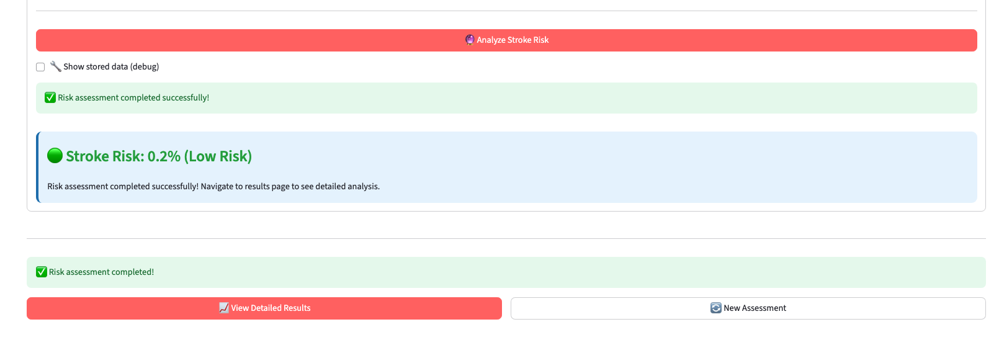 🔮 Analyze Stroke Risk
🔧 Show stored data (debug)
✅ Risk assessment completed successfully!
🟢 Stroke Risk: 0.2% (Low Risk)
Risk assessment completed successfully! Navigate to results page to see detailed analysis.
✅ Risk assessment completed!
📈 View Detailed Results
🔄 New Assessment